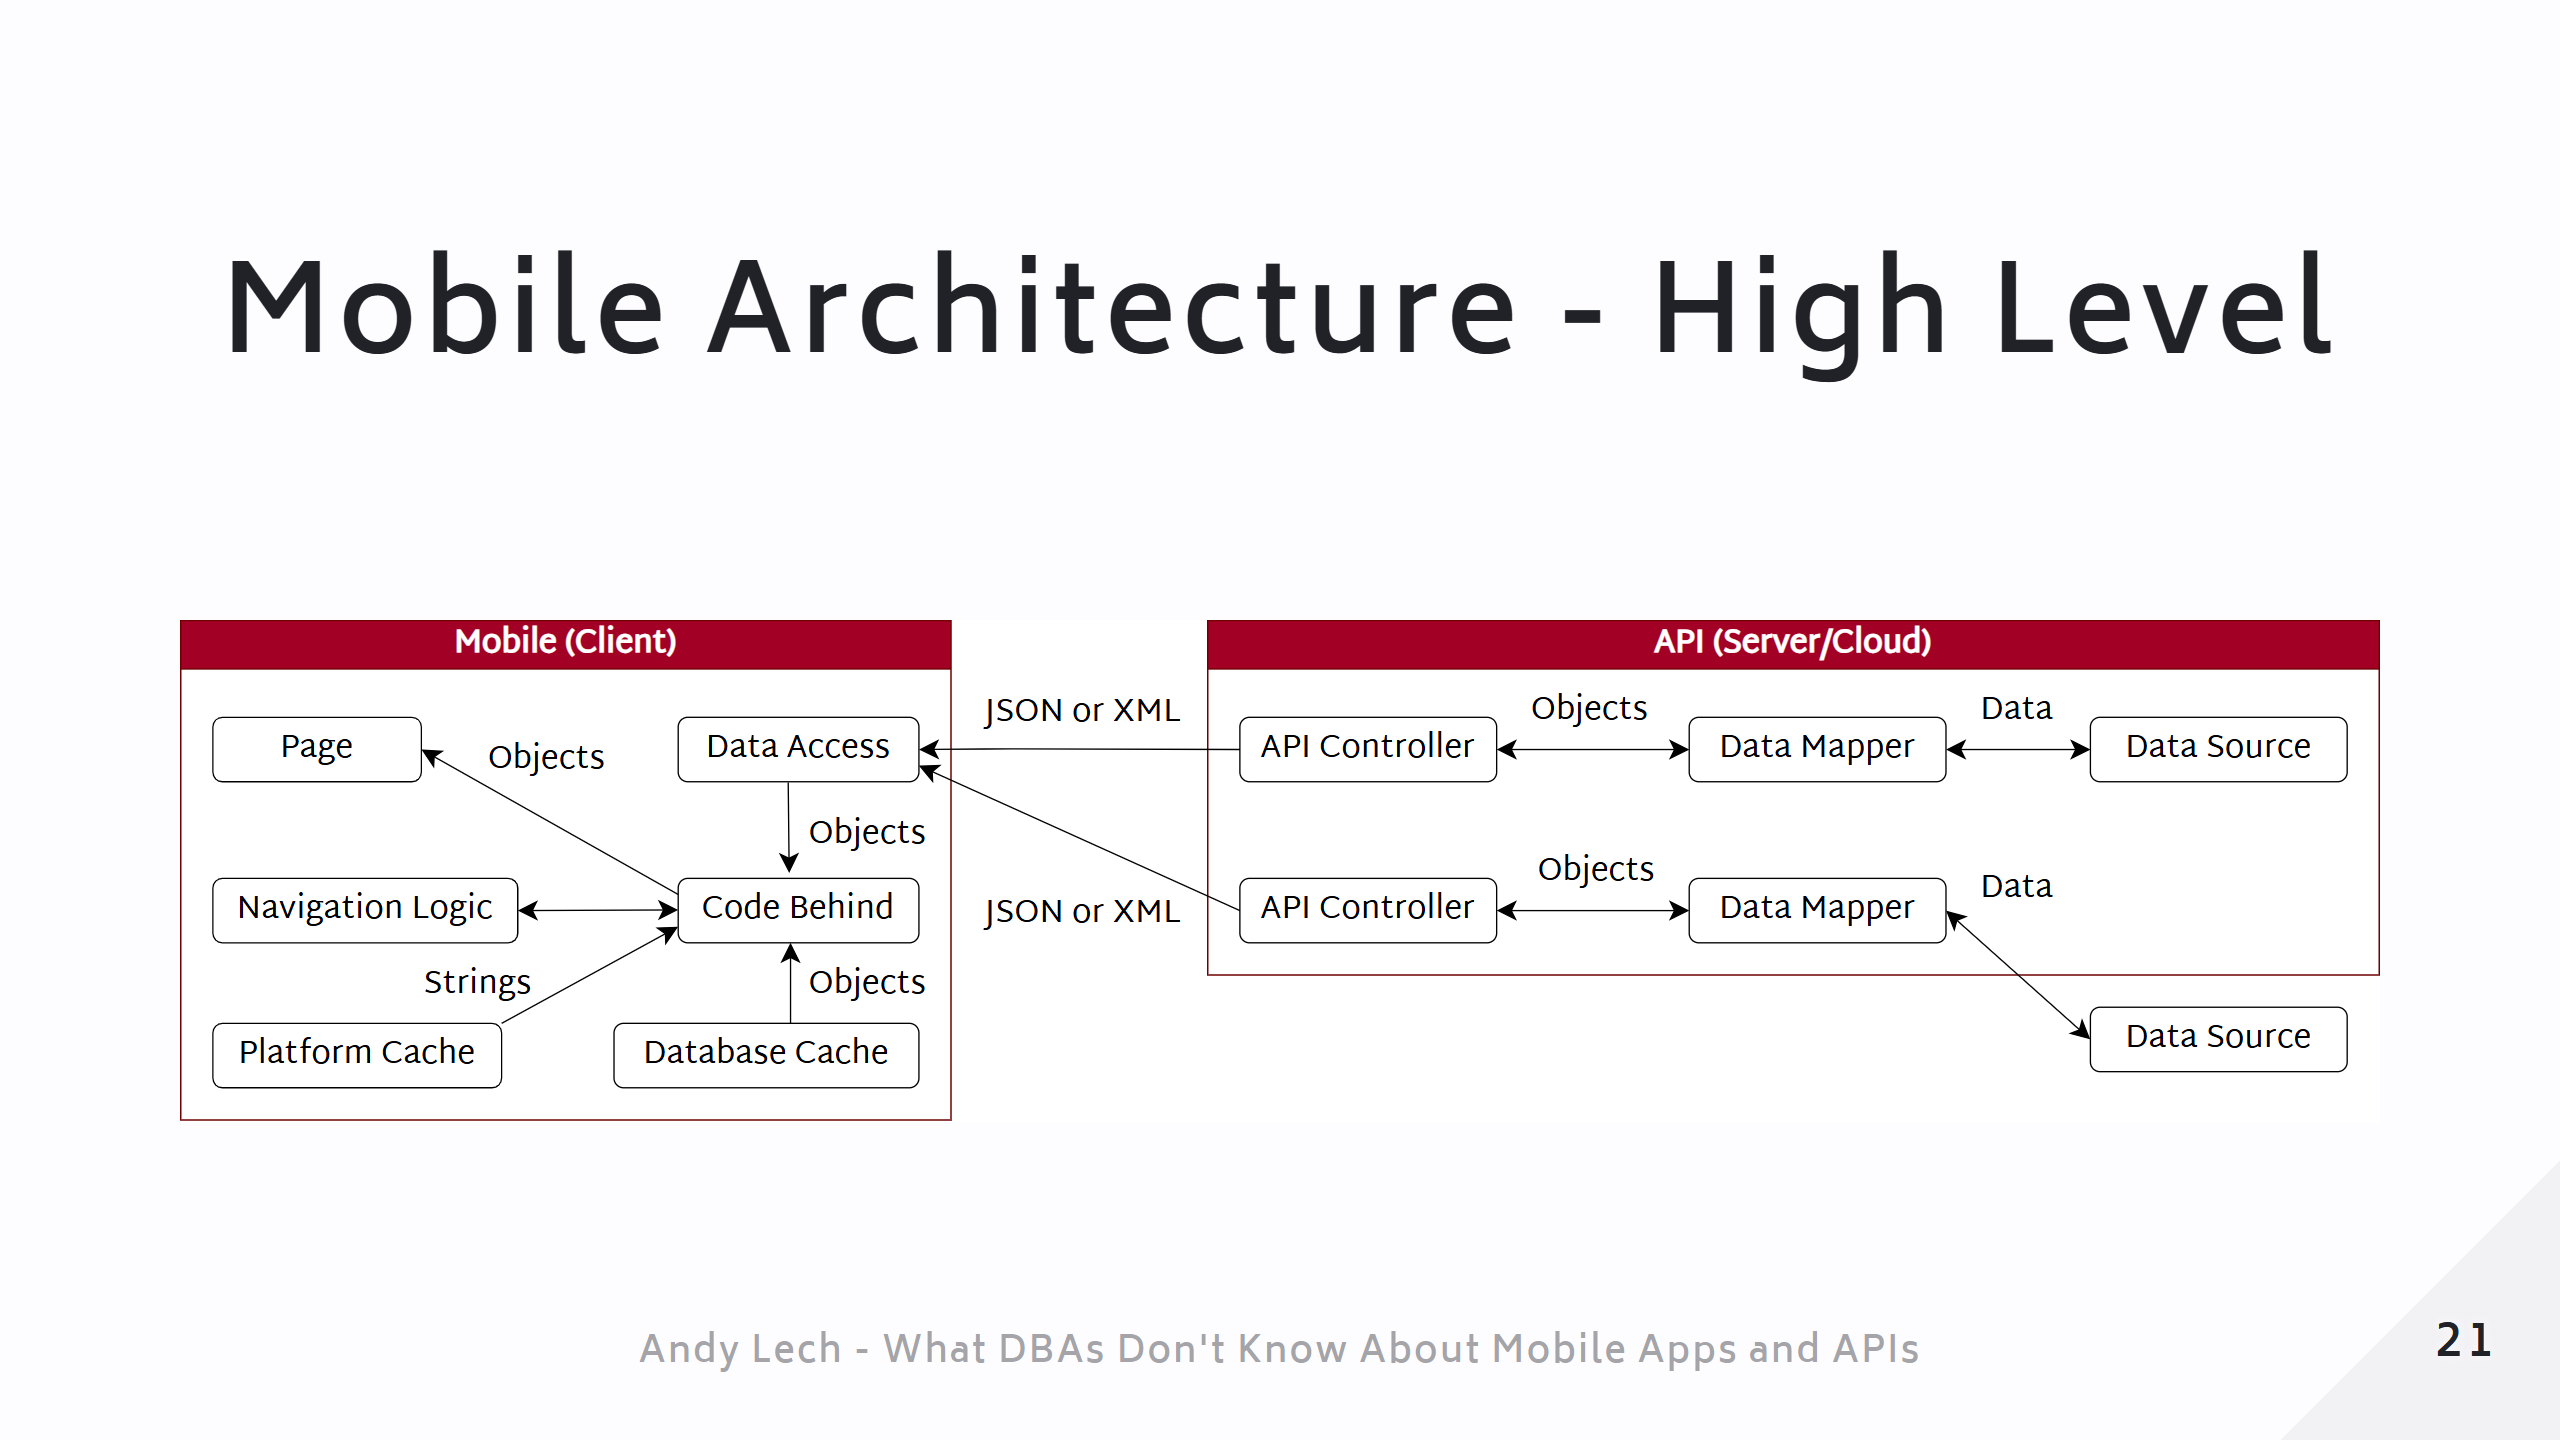 Mobile Architecture - High Level
Mobile (Client)
Page
Objects
Data Access
Objects
Navigation Logic
Code Behind
Strings
Objects
Platform Cache
Database Cache
JSON or XML
JSON or XML
API (Server/Cloud)
API Controller
Objects
Data Mapper
Data
Data Source
API Controller
Objects
Data Mapper
Data
Data Source
Andy Lech - What DBAs Don't Know About Mobile Apps and APIs
21